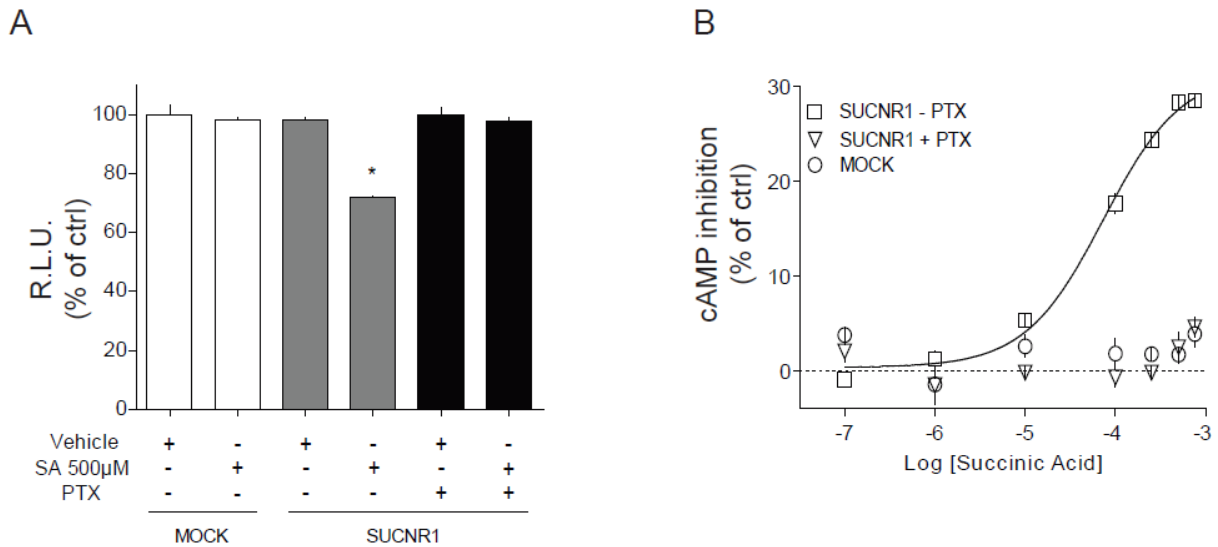 A
R.L.U.
(% of ctrl)
100
80
60
40
20
0
*
Vehicle + - + - + -
SA 500µM - + - + - +
PTX - - - - + +
MOCK SUCNR1
B
cAMP inhibition
(% of ctrl)
30
20
10
0
SUCNR1 - PTX
SUCNR1 + PTX
MOCK
-7 -6 -5 -4 -3
Log [Succinic Acid]